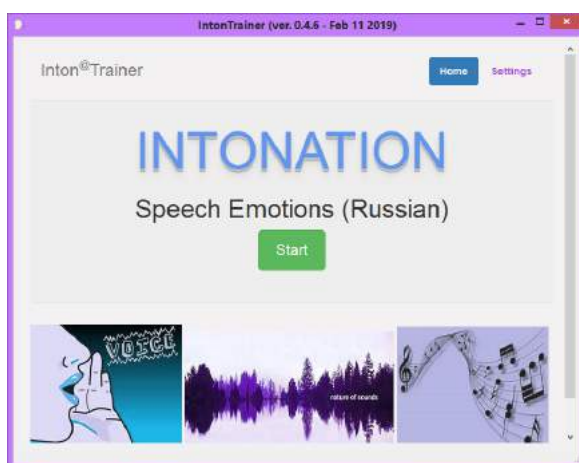 IntonTrainer (ver. 0.4.6 - Feb 11 2019)
Inton@Trainer
Home
Settings
INTONATION
Speech Emotions (Russian)
Start
VOICE
nature of sounds